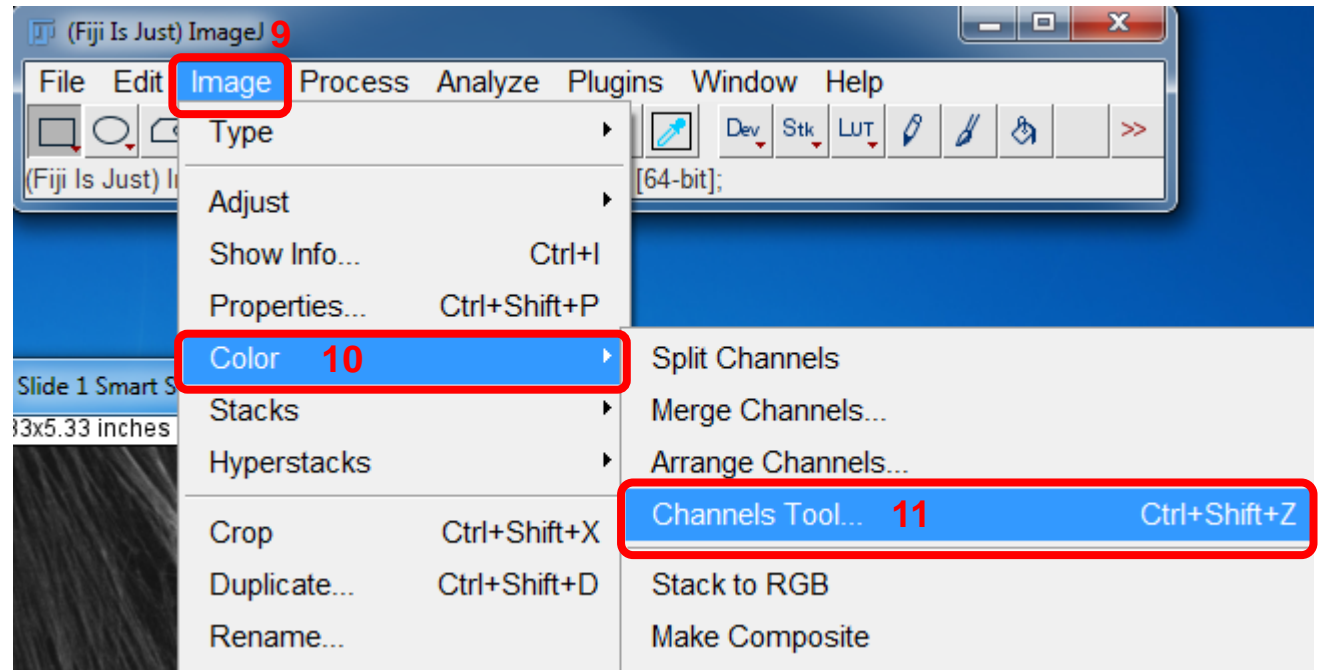 (Fiji Is Just) ImageJ 9
File Edit Image Process Analyze Plugins Window Help
Dev Stk LUT >>
(Fiji Is Just) I [64-bit];
Type
Adjust
Show Info... Ctrl+I
Properties... Ctrl+Shift+P
Color 10
Stacks
Hyperstacks
Crop Ctrl+Shift+X
Duplicate... Ctrl+Shift+D
Rename...
Split Channels
Merge Channels...
Arrange Channels...
Channels Tool... 11 Ctrl+Shift+Z
Stack to RGB
Make Composite
Slide 1 Smart S
33x5.33 inches